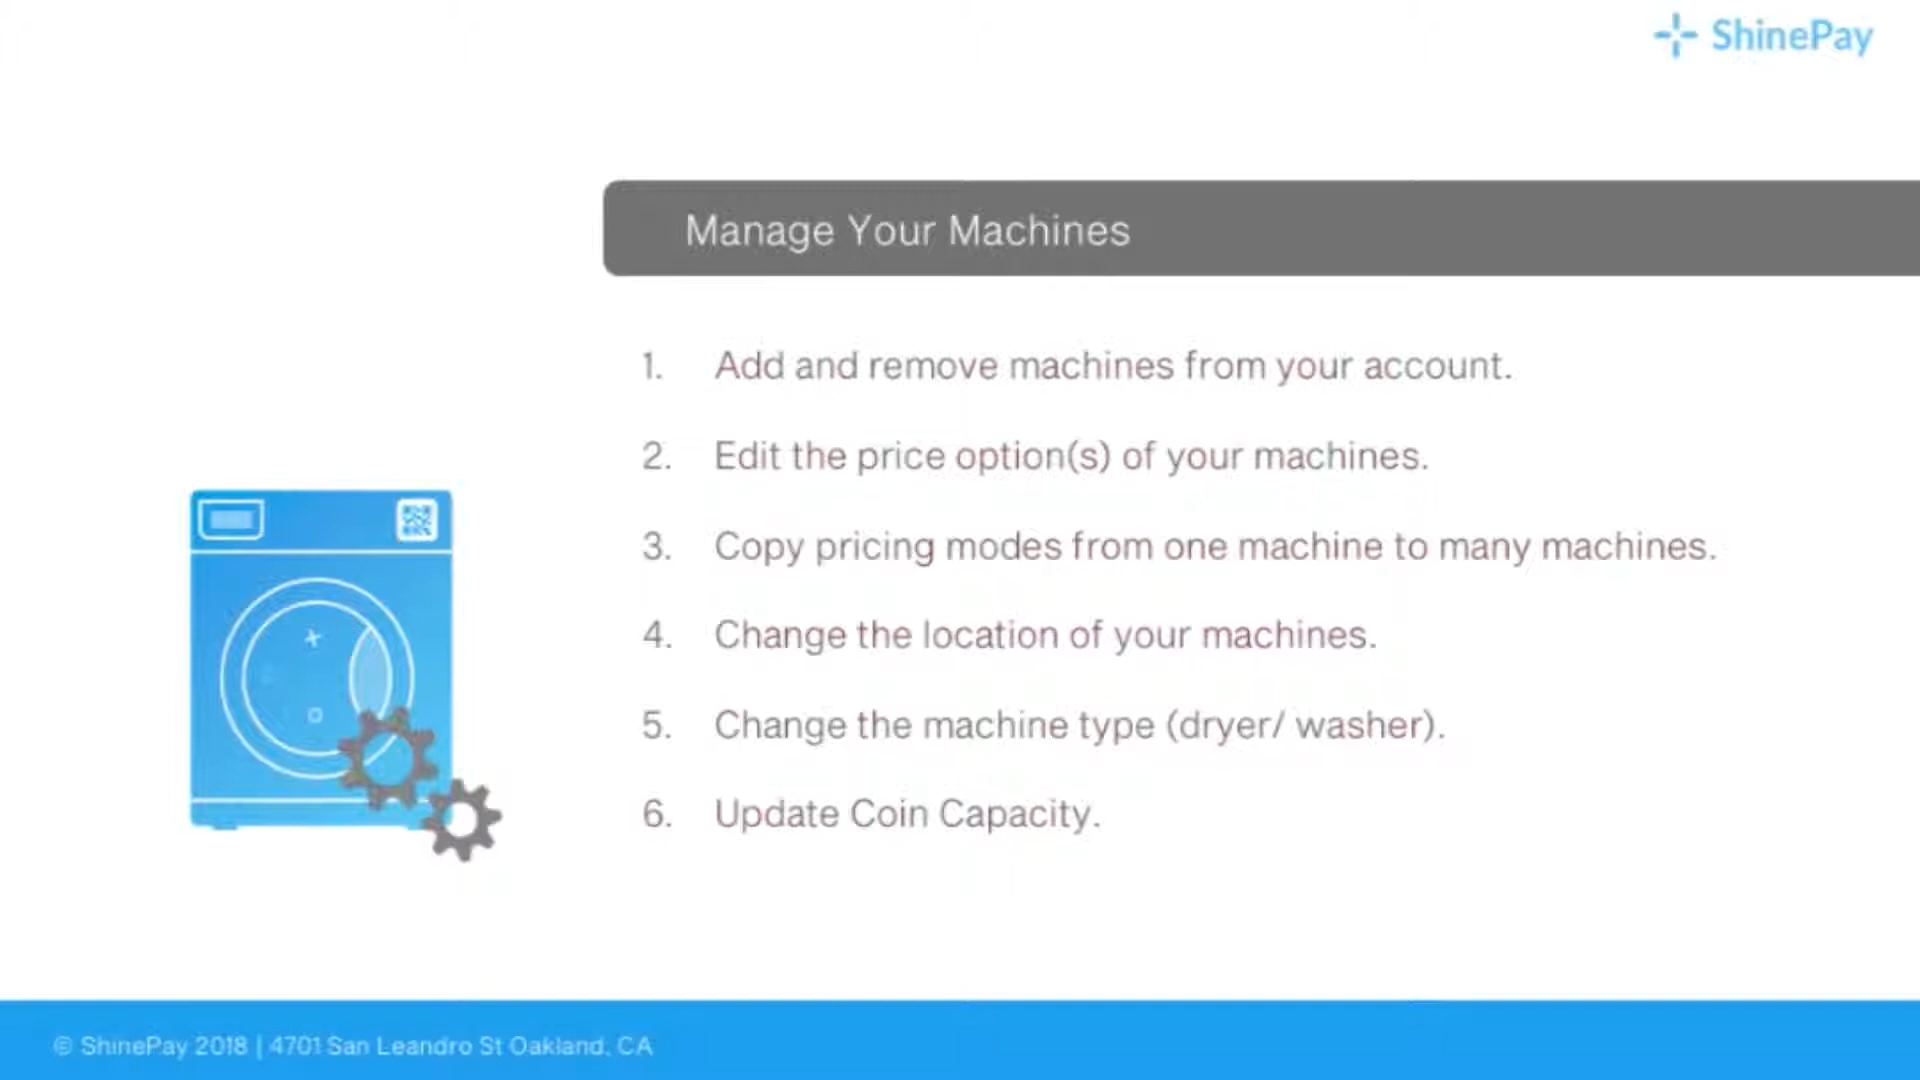 ShinePay
Manage Your Machines
1. Add and remove machines from your account.
2. Edit the price option(s) of your machines.
3. Copy pricing modes from one machine to many machines.
4. Change the location of your machines.
5. Change the machine type (dryer/ washer).
6. Update Coin Capacity.
© ShinePay 2018 | 4701 San Leandro St Oakland, CA